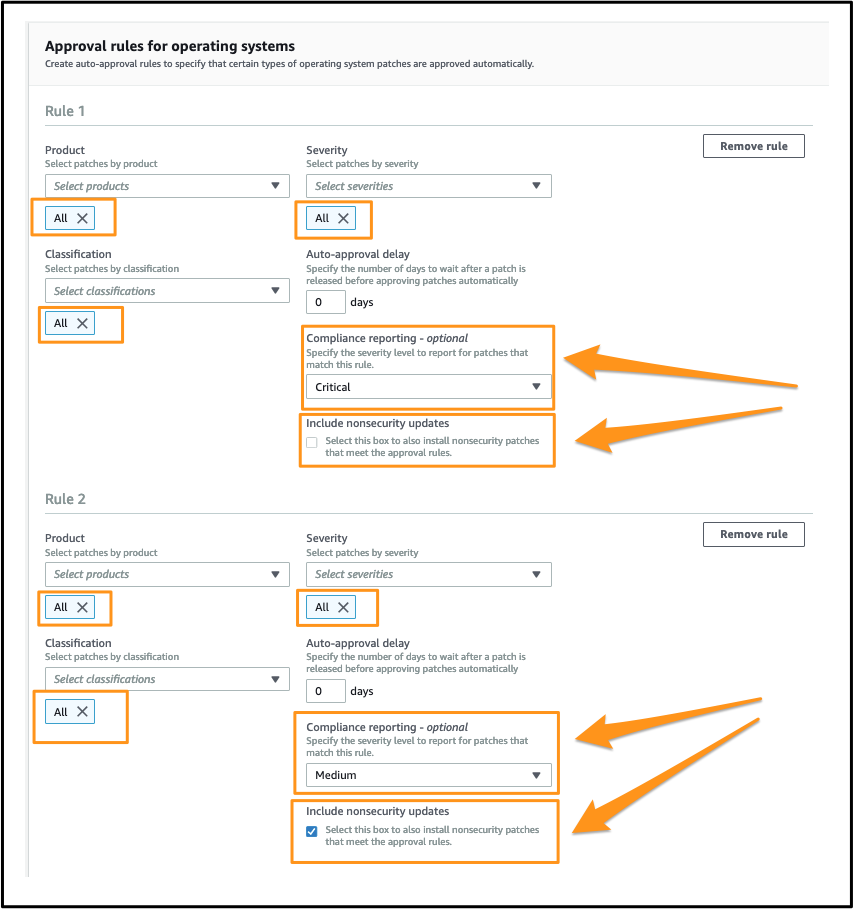 Approval rules for operating systems
Create auto-approval rules to specify that certain types of operating system patches are approved automatically.
Rule 1
Remove rule
Product
Select patches by product
Select products
All
Severity
Select patches by severity
Select severities
All
Classification
Select patches by classification
Select classifications
All
Auto-approval delay
Specify the number of days to wait after a patch is
released before approving patches automatically
0 days
Compliance reporting - optional
Specify the severity level to report for patches that
match this rule.
Critical
Include nonsecurity updates
Select this box to also install nonsecurity patches
that meet the approval rules.
Rule 2
Remove rule
Product
Select patches by product
Select products
All
Severity
Select patches by severity
Select severities
All
Classification
Select patches by classification
Select classifications
All
Auto-approval delay
Specify the number of days to wait after a patch is
released before approving patches automatically
0 days
Compliance reporting - optional
Specify the severity level to report for patches that
match this rule.
Medium
Include nonsecurity updates
Select this box to also install nonsecurity patches
that meet the approval rules.